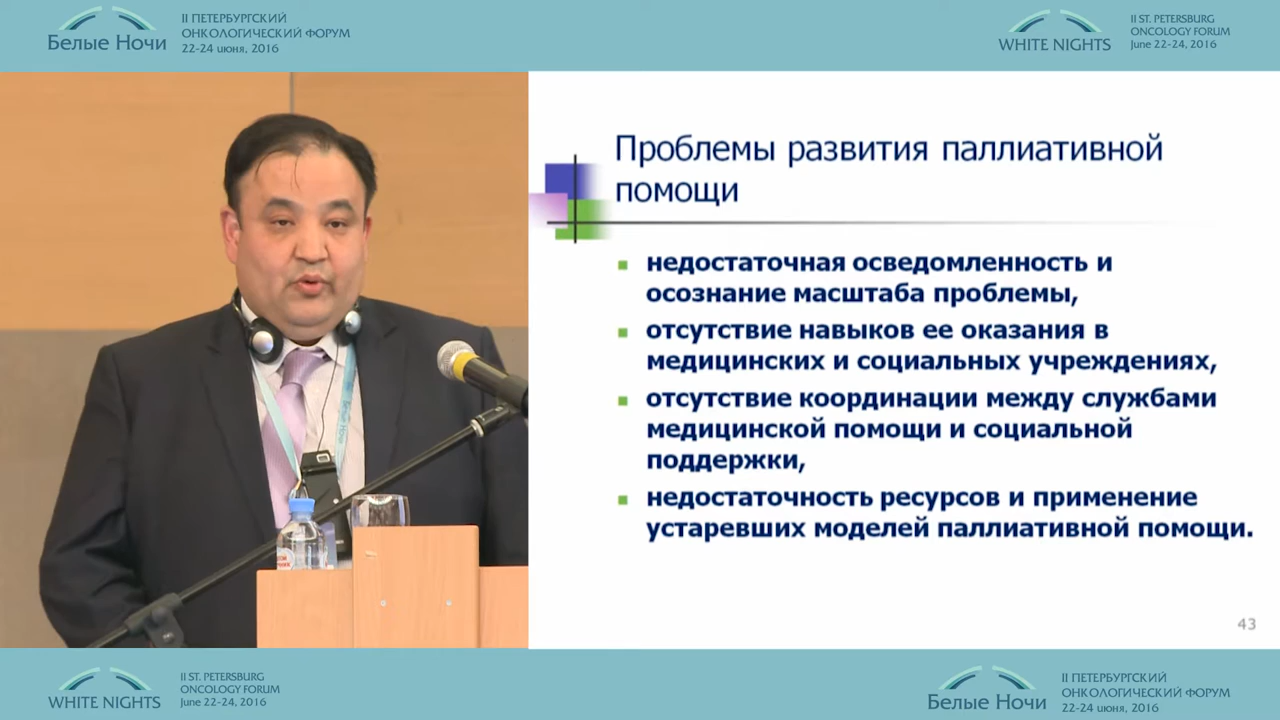 Белые Ночи
II ПЕТЕРБУРГСКИЙ
ОНКОЛОГИЧЕСКИЙ ФОРУМ
22-24 июня, 2016
WHITE NIGHTS
II ST. PETERSBURG
ONCOLOGY FORUM
June 22-24, 2016
Проблемы развития паллиативной
помощи
недостаточная осведомленность и
осознание масштаба проблемы,
отсутствие навыков ее оказания в
медицинских и социальных учреждениях,
отсутствие координации между службами
медицинской помощи и социальной
поддержки,
недостаточность ресурсов и применение
устаревших моделей паллиативной помощи.
43
Белые Ночи
WHITE NIGHTS
II ST. PETERSBURG
ONCOLOGY FORUM
June 22-24, 2016
Белые Ночи
II ПЕТЕРБУРГСКИЙ
ОНКОЛОГИЧЕСКИЙ ФОРУМ
22-24 июня, 2016